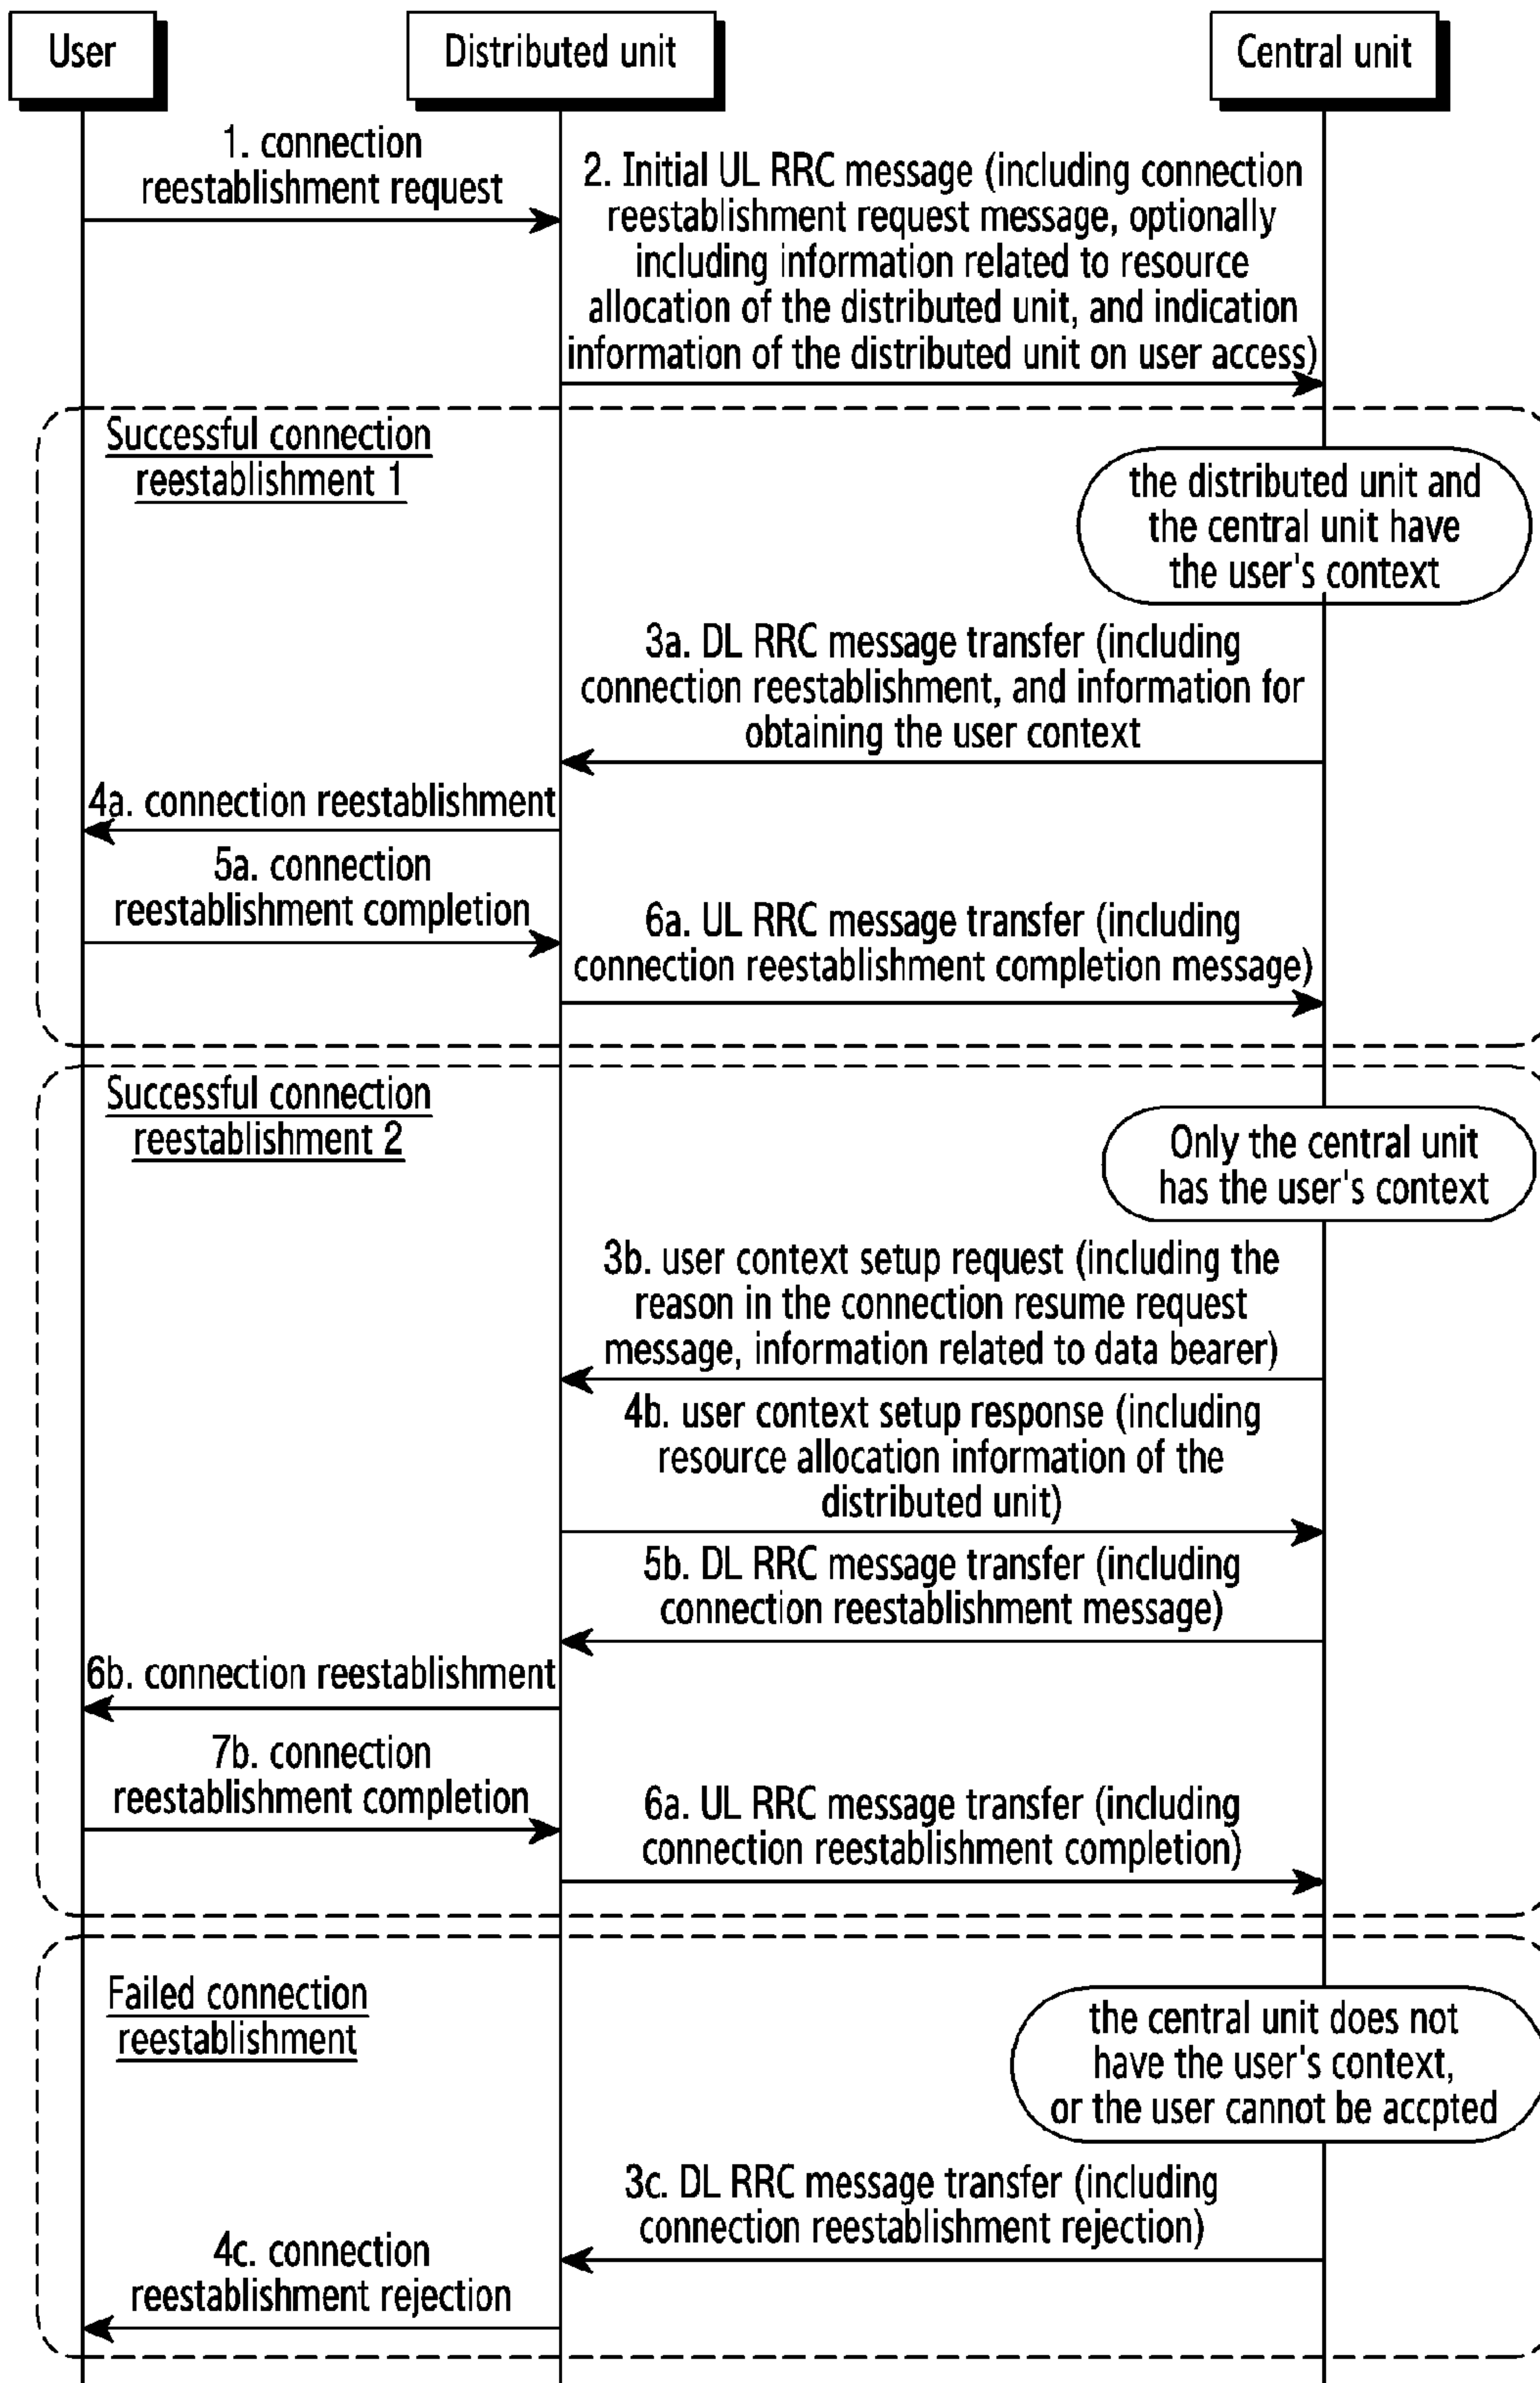 User
Distributed unit
Central unit
1. connection
reestablishment request
2. Initial UL RRC message (including connection
reestablishment request message, optionally
including information related to resource
allocation of the distributed unit, and indication
information of the distributed unit on user access)
Successful connection
reestablishment 1
the distributed unit and
the central unit have
the user's context
3a. DL RRC message transfer (including
connection reestablishment, and information for
obtaining the user context
4a. connection reestablishment
5a. connection
reestablishment completion
6a. UL RRC message transfer (including
connection reestablishment completion message)
Successful connection
reestablishment 2
Only the central unit
has the user's context
3b. user context setup request (including the
reason in the connection resume request
message, information related to data bearer)
4b. user context setup response (including
resource allocation information of the
distributed unit)
5b. DL RRC message transfer (including
connection reestablishment message)
6b. connection reestablishment
7b. connection
reestablishment completion
6a. UL RRC message transfer (including
connection reestablishment completion)
Failed connection
reestablishment
the central unit does not
have the user's context,
or the user cannot be accpted
3c. DL RRC message transfer (including
connection reestablishment rejection)
4c. connection
reestablishment rejection